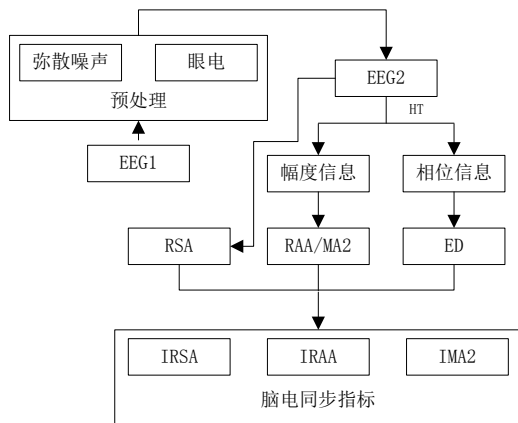 弥散噪声
眼电
预处理
EEG2
HT
EEG1
幅度信息
相位信息
RSA
RAA/MA2
ED
IRSA
IRAA
IMA2
脑电同步指标